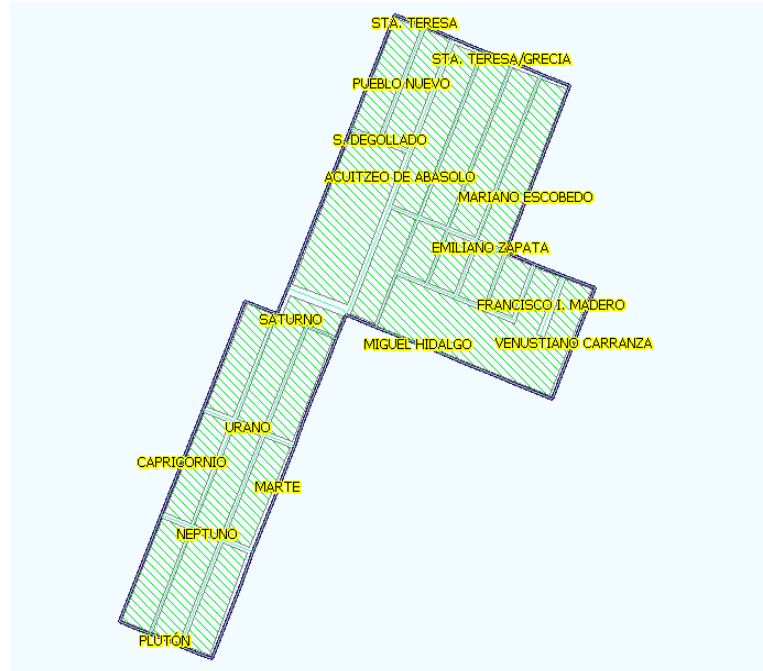 STA. TERESA
STA. TERESA/GRECIA
PUEBLO NUEVO
S. DEGOLLADO
ACUITZEO DE ABASOLO
MARIANO ESCOBEDO
EMILIANO ZAPATA
FRANCISCO I. MADERO
SATURNO
MIGUEL HIDALGO
VENUSTIANO CARRANZA
URANO
CAPRICORNIO
MARTE
NEPTUNO
PLUTÓN